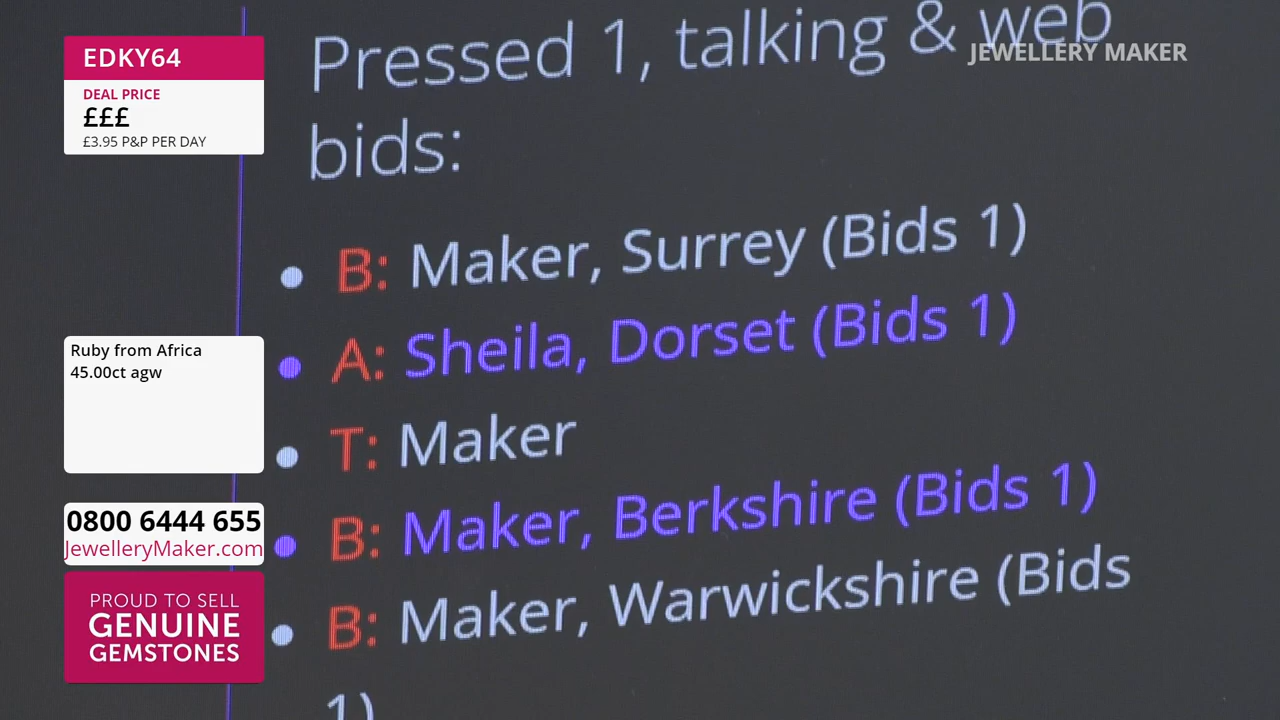 EDKY64
DEAL PRICE
£££
£3.95 P&P PER DAY
JEWELLERY MAKER
Pressed 1, talking & web
bids:
B: Maker, Surrey (Bids 1)
A: Sheila, Dorset (Bids 1)
T: Maker
B: Maker, Berkshire (Bids 1)
B: Maker, Warwickshire (Bids
1)
Ruby from Africa
45.00ct agw
0800 6444 655
JewelleryMaker.com
PROUD TO SELL
GENUINE
GEMSTONES